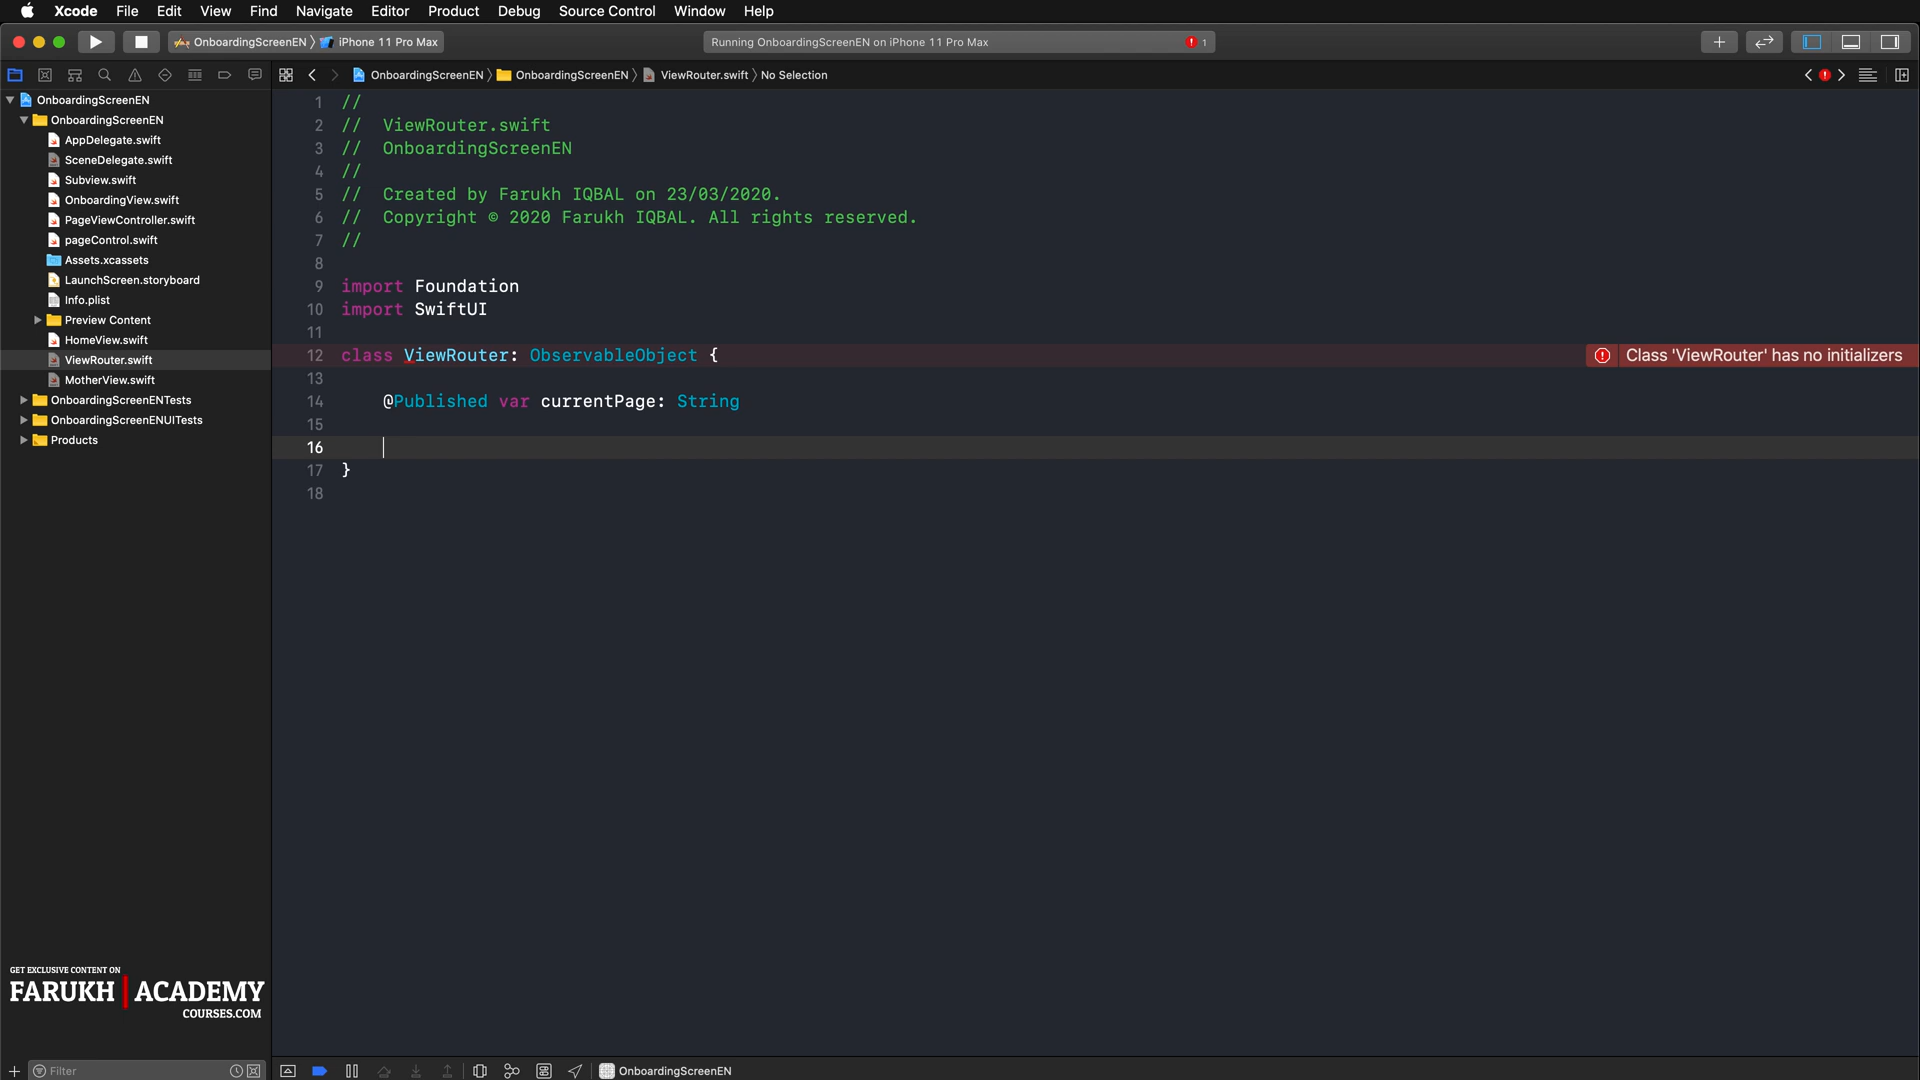 Xcode File Edit View Find Navigate Editor Product Debug Source Control Window Help
OnboardingScreenEN 〉 iPhone 11 Pro Max
Running OnboardingScreenEN on iPhone 11 Pro Max
1
OnboardingScreenEN 〉 OnboardingScreenEN 〉 ViewRouter.swift 〉 No Selection
OnboardingScreenEN
OnboardingScreenEN
AppDelegate.swift
SceneDelegate.swift
Subview.swift
OnboardingView.swift
PageViewController.swift
pageControl.swift
Assets.xcassets
LaunchScreen.storyboard
Info.plist
Preview Content
HomeView.swift
ViewRouter.swift
MotherView.swift
OnboardingScreenENTests
OnboardingScreenENUITests
Products
1 //
2 // ViewRouter.swift
3 // OnboardingScreenEN
4 //
5 // Created by Farukh IQBAL on 23/03/2020.
6 // Copyright © 2020 Farukh IQBAL. All rights reserved.
7 //
8
9 import Foundation
10 import SwiftUI
11
12 class ViewRouter: ObservableObject {
Class 'ViewRouter' has no initializers
13
14 @Published var currentPage: String
15
16
17 }
18
GET EXCLUSIVE CONTENT ON
FARUKH ACADEMY
COURSES.COM
Filter
OnboardingScreenEN